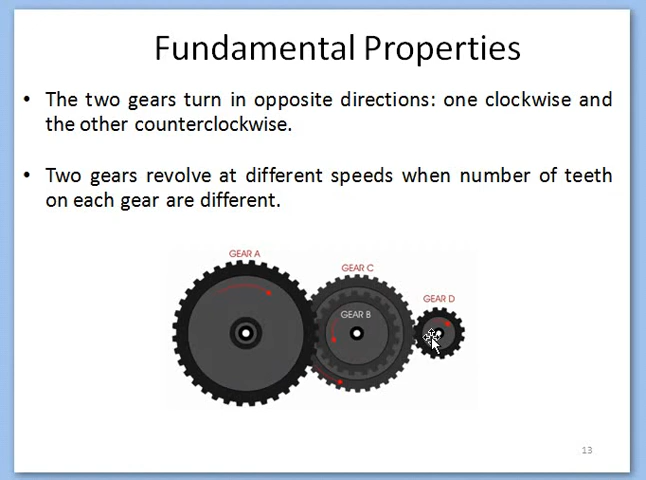 Fundamental Properties
• The two gears turn in opposite directions: one clockwise and
the other counterclockwise.
• Two gears revolve at different speeds when number of teeth
on each gear are different.
GEAR A
GEAR C
GEAR B
GEAR D
13